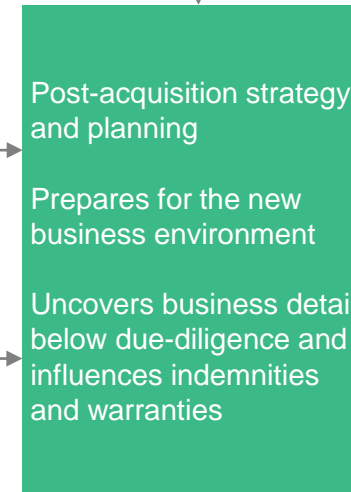 Post-acquisition strategy
and planning
Prepares for the new
business environment
Uncovers business detai
below due-diligence and
influences indemnities
and warranties